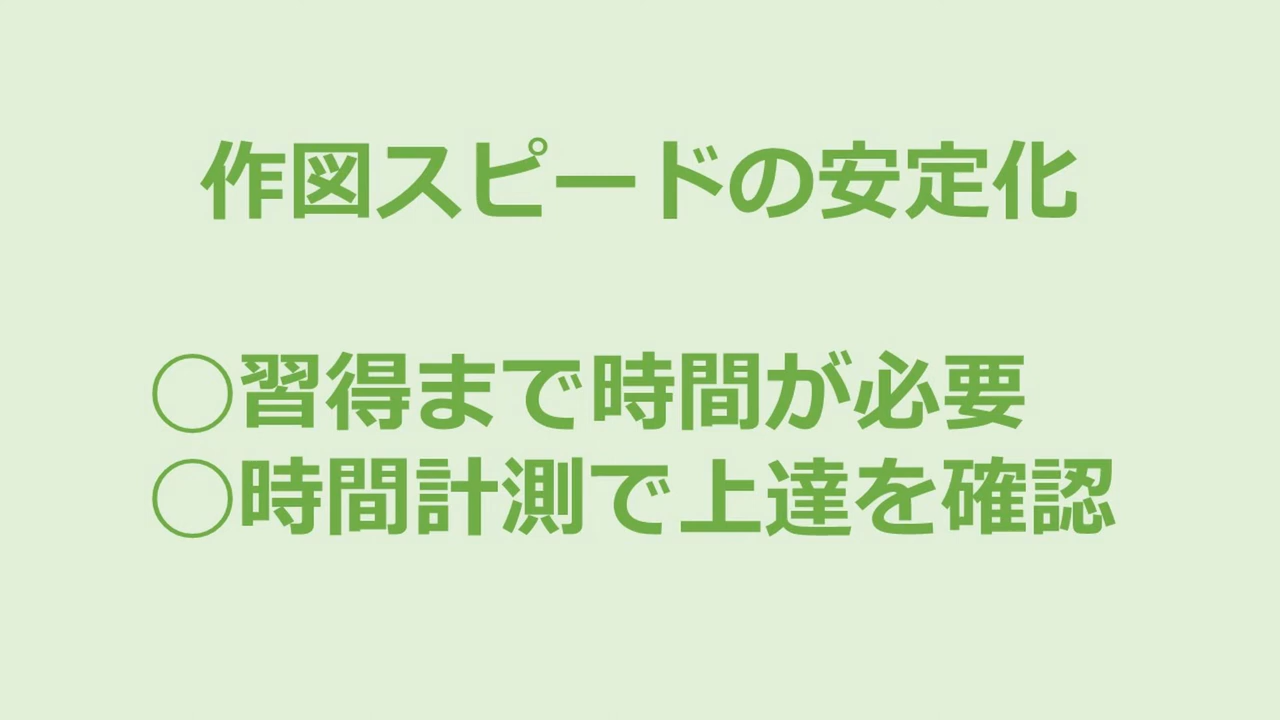 作図スピードの安定化
◯習得まで時間が必要
◯時間計測で上達を確認